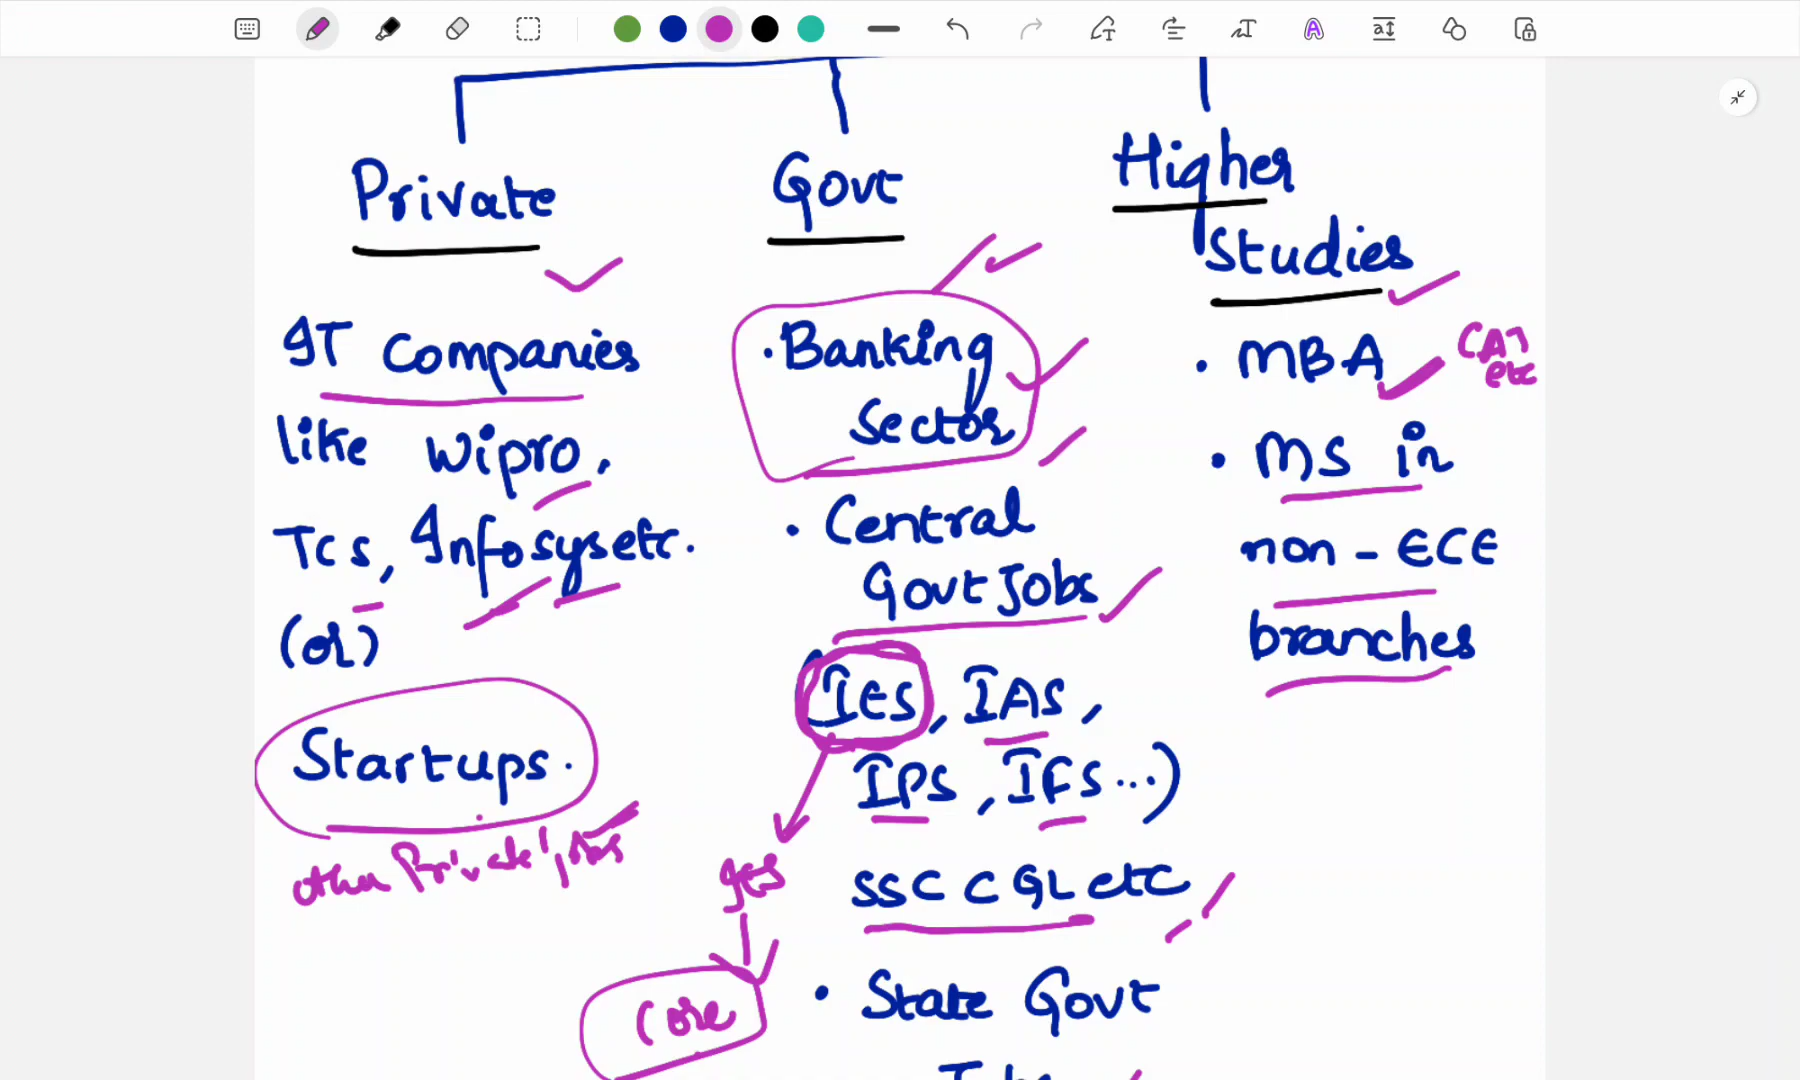 Private
IT Companies
like Wipro,
Tcs, Infosys etc.
(or)
Startups.
other Private jobs
Govt
• Banking
Sector
• Central
Govt Jobs
(IES, IAS,
IPS, IFS...)
IES
Core
SSC CGL etc
• State Govt
Jobs
Higher
Studies
• MBA
CAT
etc
• MS in
non-ECE
branches